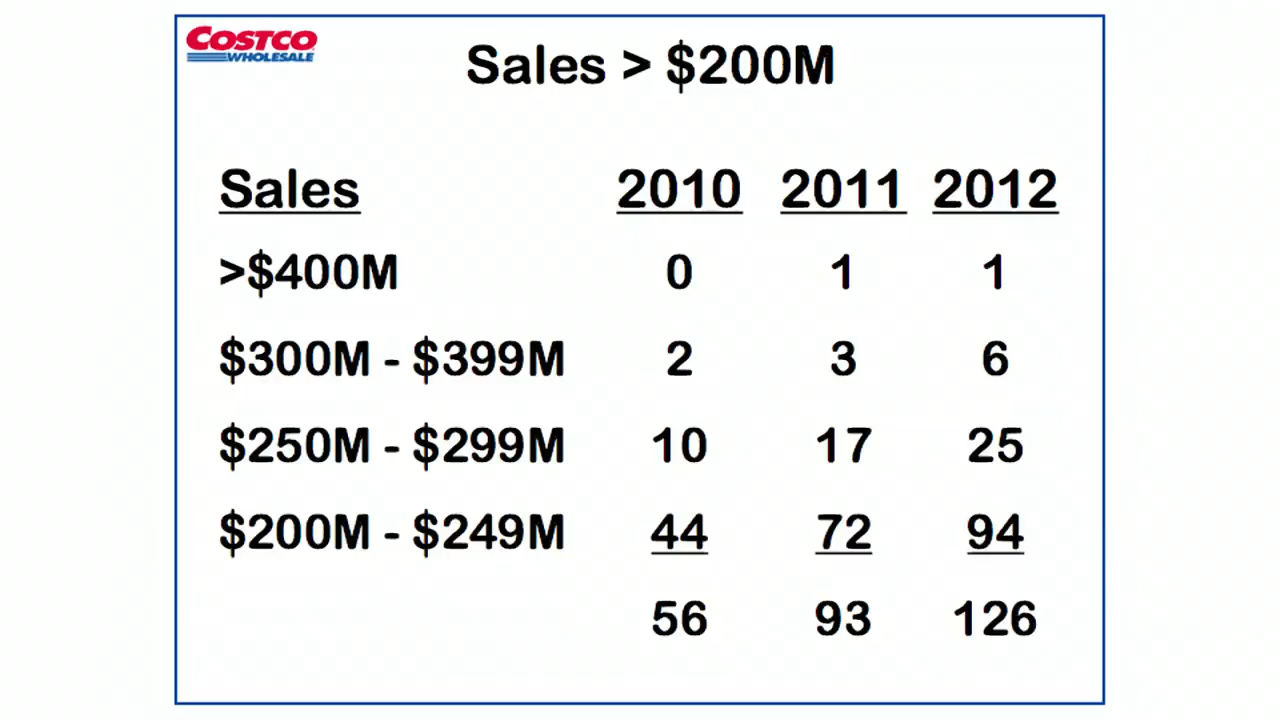 COSTCO
WHOLESALE
Sales > $200M
Sales 2010 2011 2012
>$400M 0 1 1
$300M - $399M 2 3 6
$250M - $299M 10 17 25
$200M - $249M 44 72 94
56 93 126